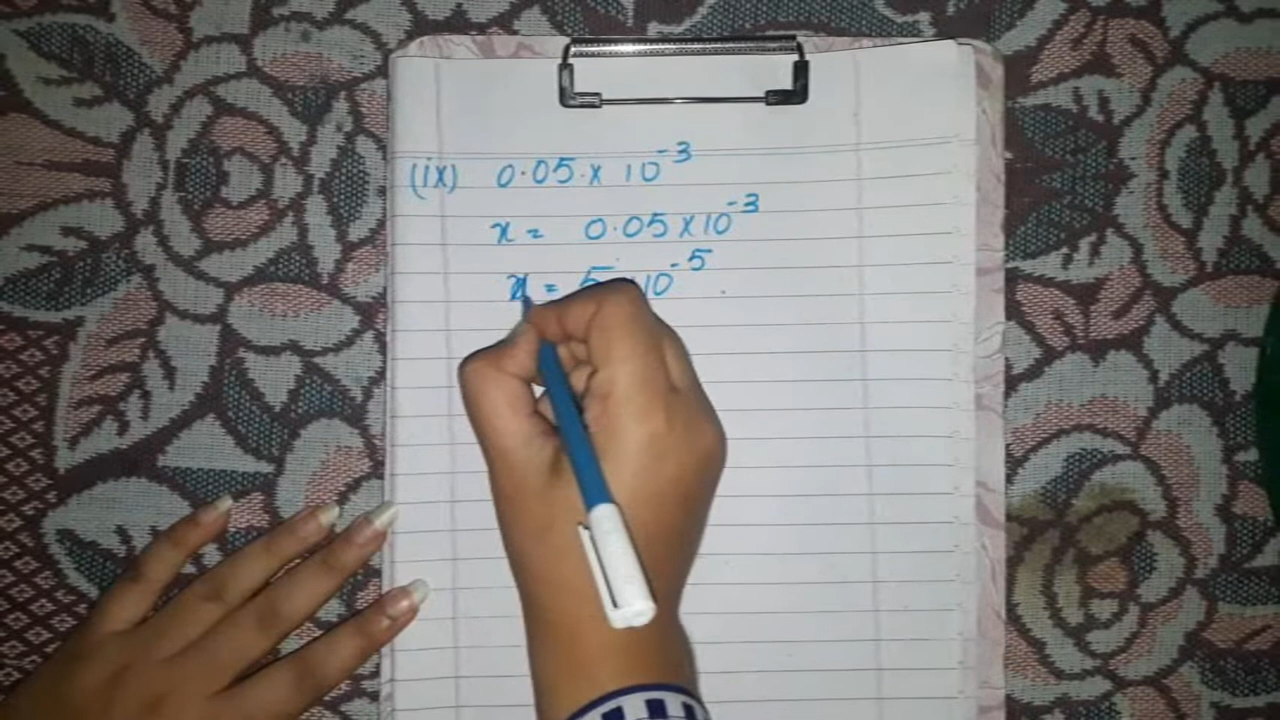 (ix) 0.05 × 10⁻³
x = 0.05 × 10⁻³
x = 5 × 10⁻⁵